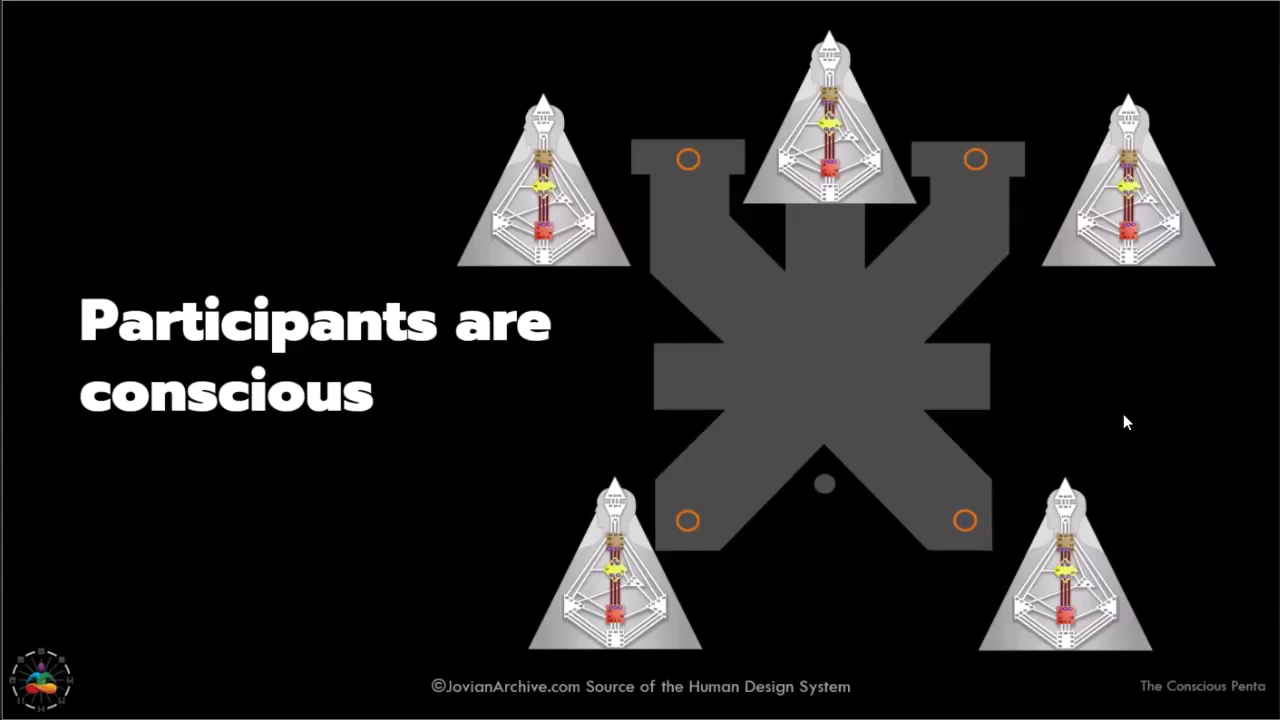 Participants are
conscious
©JovianArchive.com Source of the Human Design System
The Conscious Penta